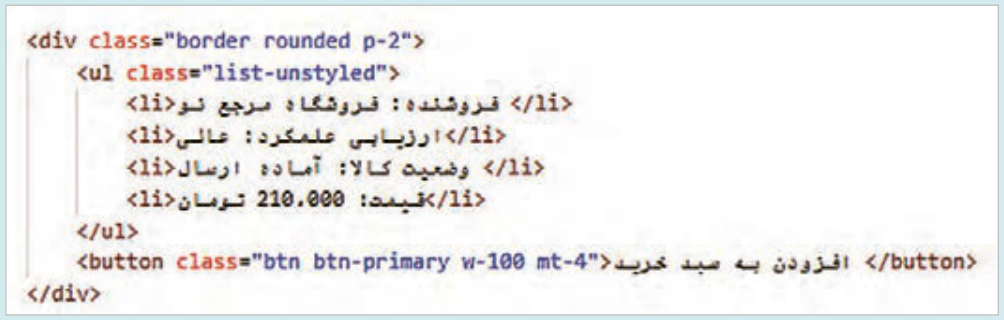 <div class="border rounded p-2">
<ul class="list-unstyled">
<li>فروشنده: فروشگاه مرجع نو </li>
<li>ارزیابی علمکرد: عالی</li>
<li>وضعیت کالا: آماده ارسال </li>
<li>قیمت: 210.000 تومان</li>
</ul>
<button class="btn btn-primary w-100 mt-4">افزودن به سبد خرید </button>
</div>